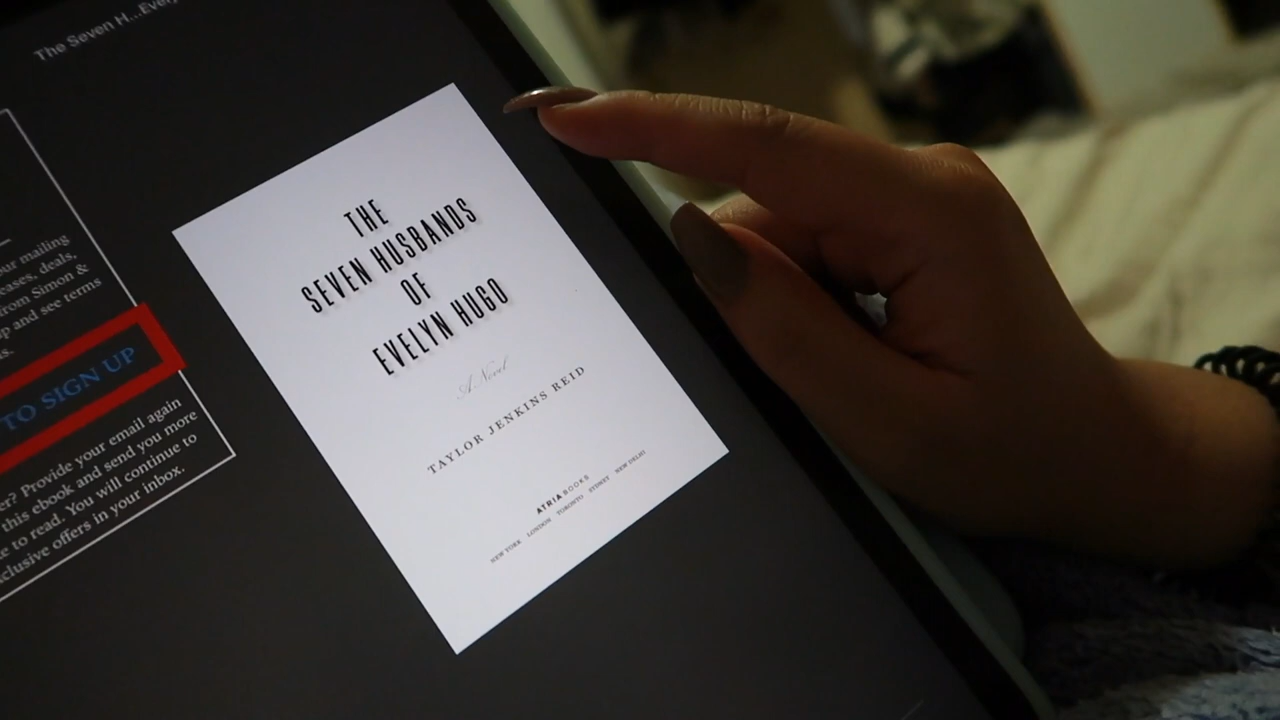 The Seven H...Evely
our mailing
eases, deals,
from Simon &
p and see terms
s.
TO SIGN UP
er? Provide your email again
this ebook and send you more
e to read. You will continue to
clusive offers in your inbox.
THE
SEVEN HUSBANDS
OF
EVELYN HUGO
A Novel
TAYLOR JENKINS REID
ATRIA BOOKS
NEW YORK LONDON TORONTO SYDNEY NEW DELHI